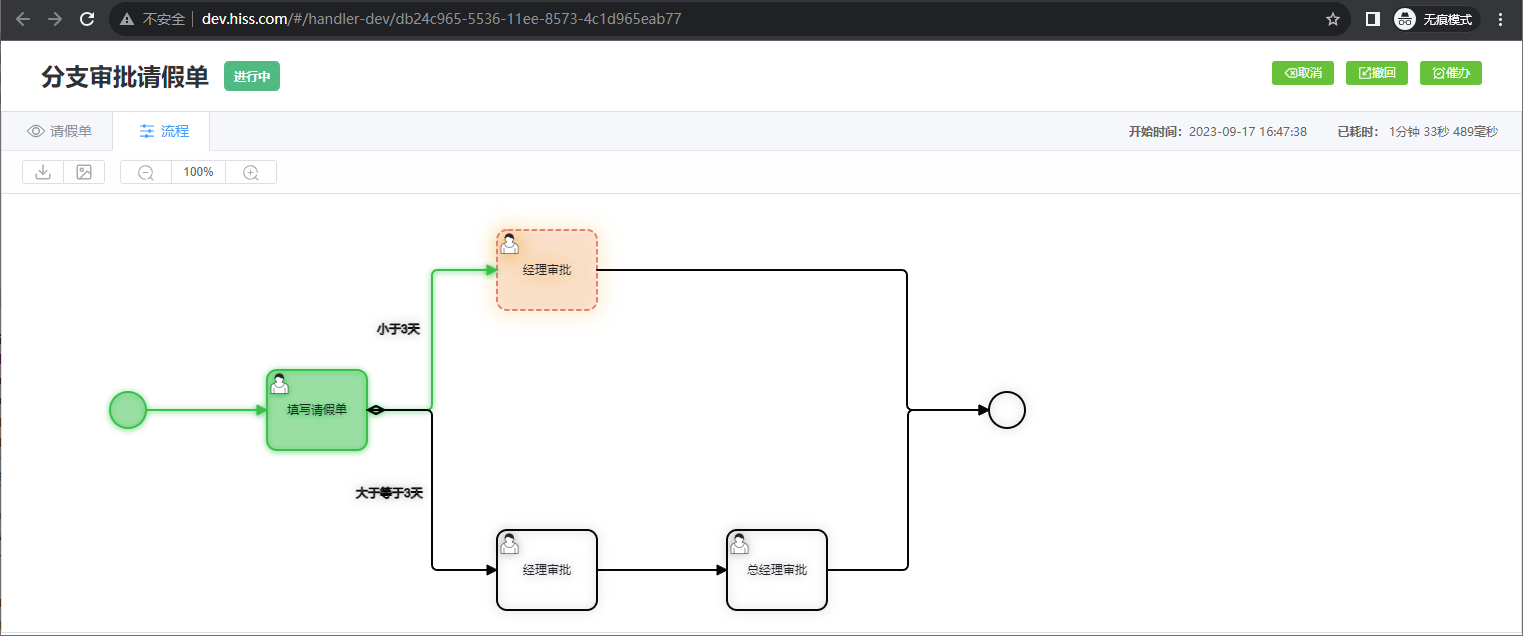 不安全 dev.hiss.com/#/handler-dev/db24c965-5536-11ee-8573-4c1d965eab77 无痕模式
分支审批请假单 进行中 取消 撤回 催办
请假单 流程 开始时间: 2023-09-17 16:47:38 已耗时: 1分钟 33秒 489毫秒
100%
经理审批
小于3天
填写请假单
大于等于3天
经理审批 总经理审批